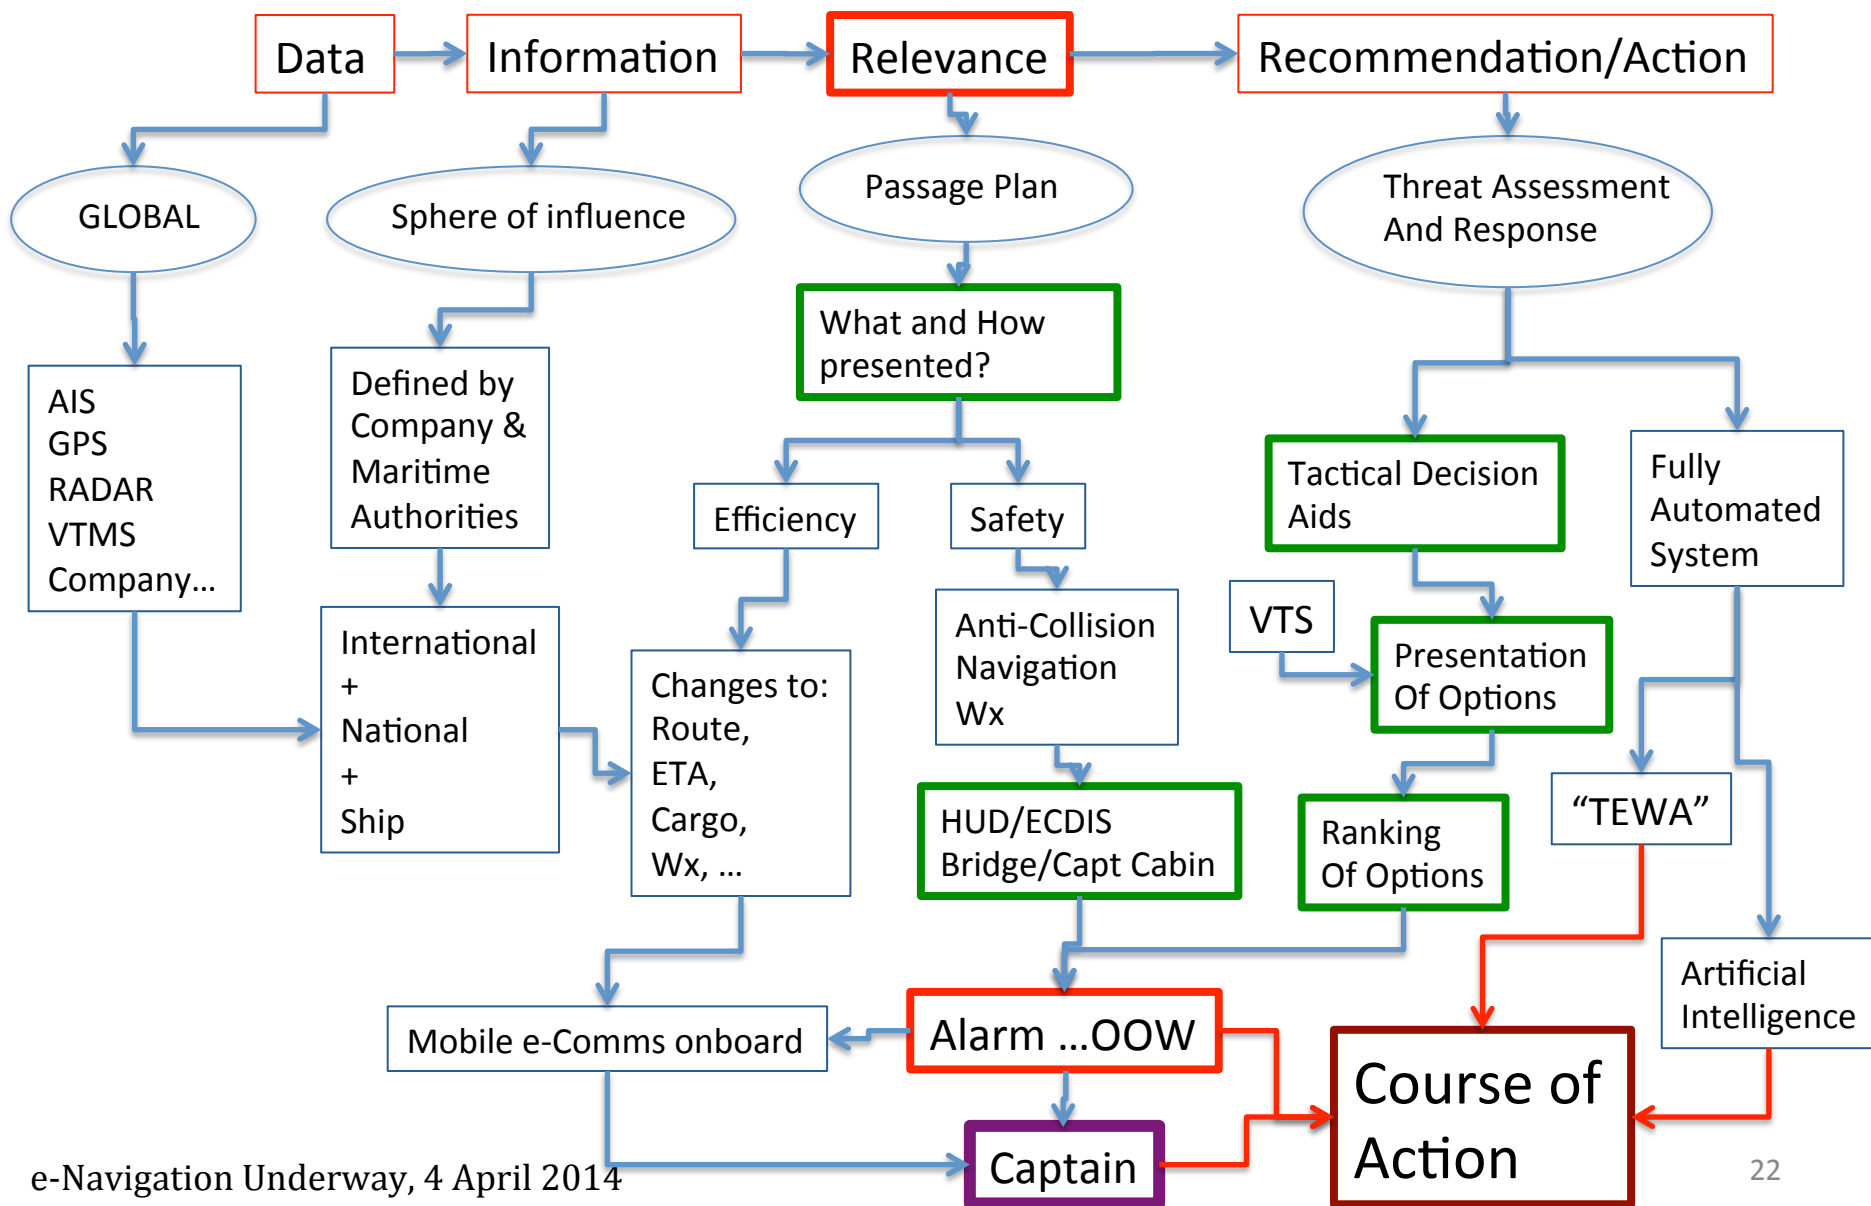 Data
Information
Relevance
Recommendation/Action
GLOBAL
Sphere of influence
Passage Plan
Threat Assessment
And Response
What and How
presented?
AIS
GPS
RADAR
VTMS
Company...
Defined by
Company &
Maritime
Authorities
Efficiency
Safety
Tactical Decision
Aids
Fully
Automated
System
International
+
National
+
Ship
Changes to:
Route,
ETA,
Cargo,
Wx, ...
Anti-Collision
Navigation
Wx
VTS
Presentation
Of Options
HUD/ECDIS
Bridge/Capt Cabin
Ranking
Of Options
“TEWA”
Artificial
Intelligence
Mobile e-Comms onboard
Alarm ...OOW
Course of
Action
Captain
e-Navigation Underway, 4 April 2014
22